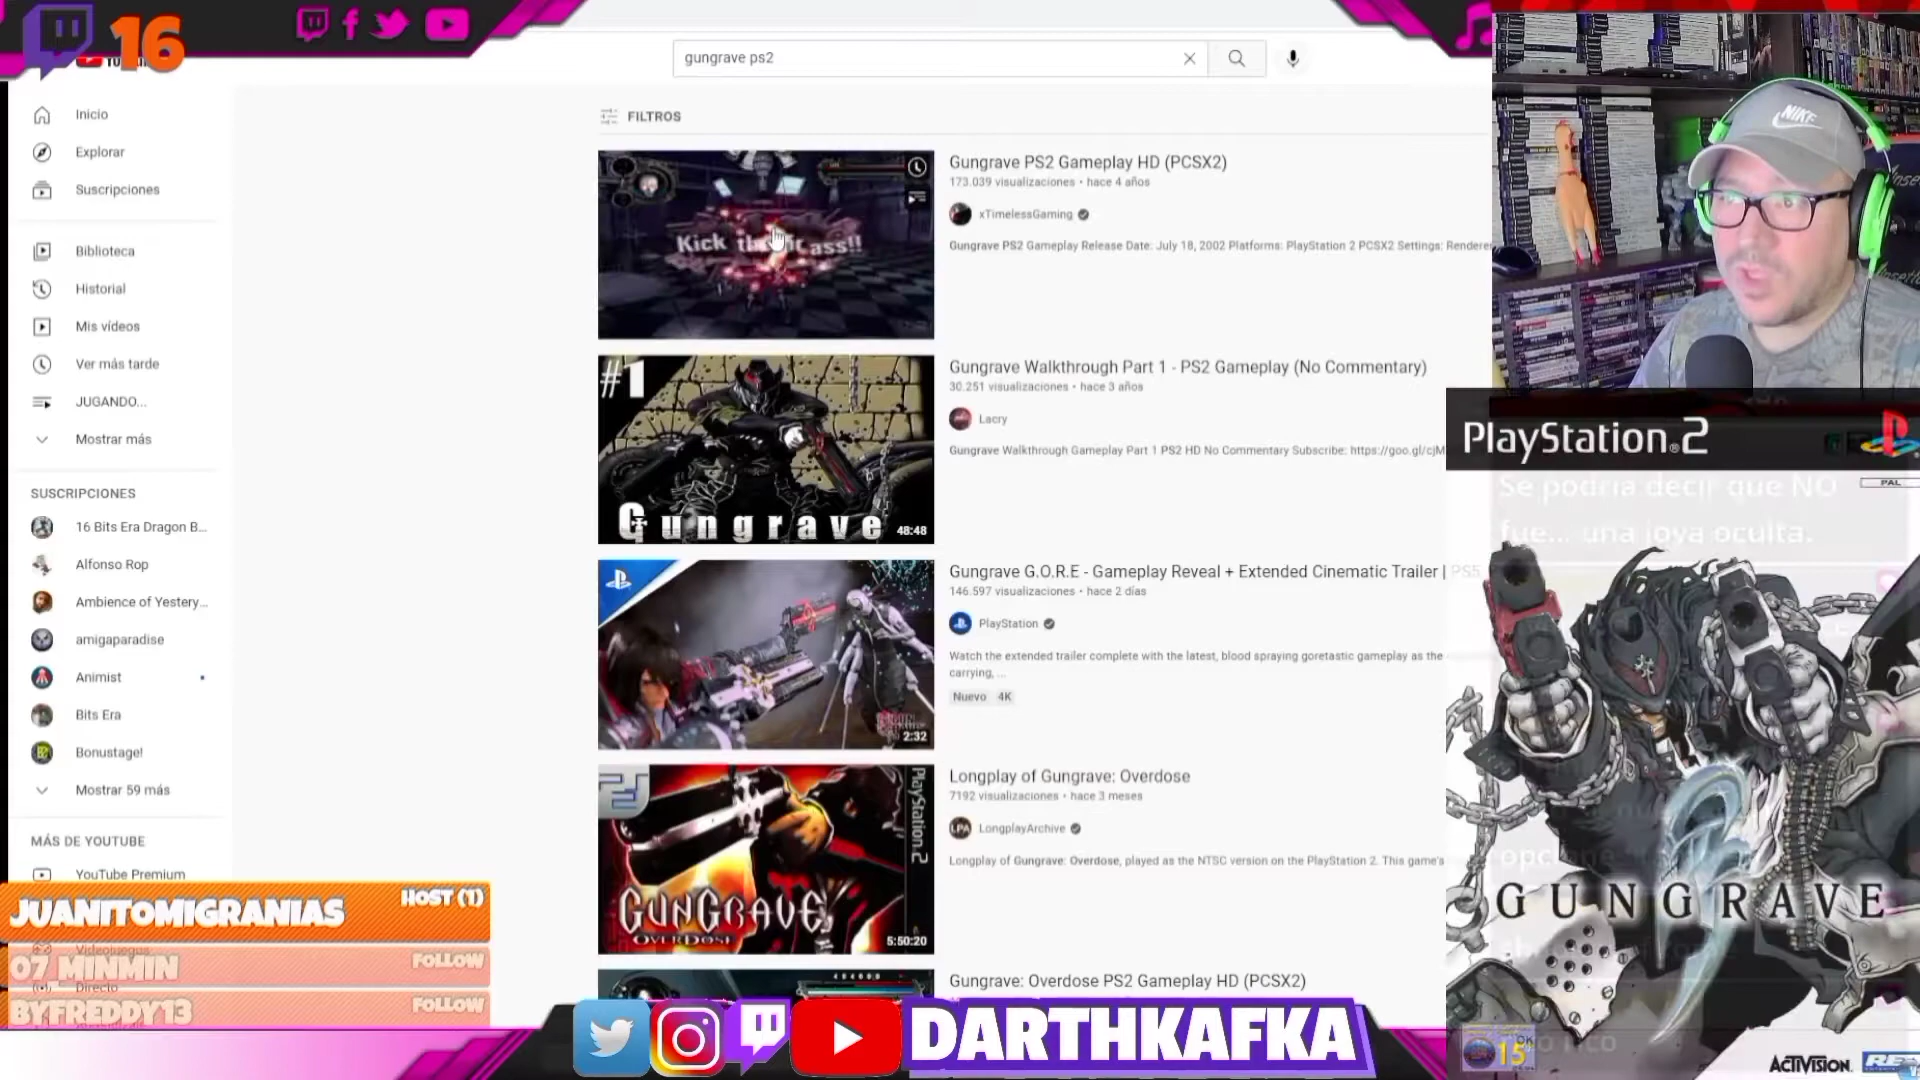 16
gungrave ps2
Inicio
Explorar
Suscripciones
Biblioteca
Historial
Mis vídeos
Ver más tarde
JUGANDO...
Mostrar más
SUSCRIPCIONES
16 Bits Era Dragon B...
Alfonso Rop
Ambience of Yestery...
amigaparadise
Animist
Bits Era
Bonustage!
Mostrar 59 más
MÁS DE YOUTUBE
YouTube Premium
Videojuegos
Directo
JUANITOMIGRANIAS HOST (1)
07_MINMIN FOLLOW
BYFREDDY13 FOLLOW
FILTROS
Kick ass!!
Gungrave PS2 Gameplay HD (PCSX2)
173.039 visualizaciones • hace 4 años
xTimelessGaming
Gungrave PS2 Gameplay Release Date: July 18, 2002 Platforms: PlayStation 2 PCSX2 Settings: Rendere
#1
Gungrave
48:48
Gungrave Walkthrough Part 1 - PS2 Gameplay (No Commentary)
30.251 visualizaciones • hace 3 años
Lacry
Gungrave Walkthrough Gameplay Part 1 PS2 HD No Commentary Subscribe: https://goo.gl/cjM
2:32
Gungrave G.O.R.E - Gameplay Reveal + Extended Cinematic Trailer | PS5
146.597 visualizaciones • hace 2 días
PlayStation
Watch the extended trailer complete with the latest, blood spraying goretastic gameplay as the
carrying, ...
Nuevo 4K
PlayStation.2
GUNGRAVE
OVERDOSE
5:50:20
Longplay of Gungrave: Overdose
7192 visualizaciones • hace 3 meses
LPA LongplayArchive
Longplay of Gungrave: Overdose, played as the NTSC version on the PlayStation 2. This game's
Gungrave: Overdose PS2 Gameplay HD (PCSX2)
DARTHKAFKA
NIKE
PlayStation®2
PAL
Se podría decir que NO
fue... una joya oculta.
GUNGRAVE
15
ACTIVISION